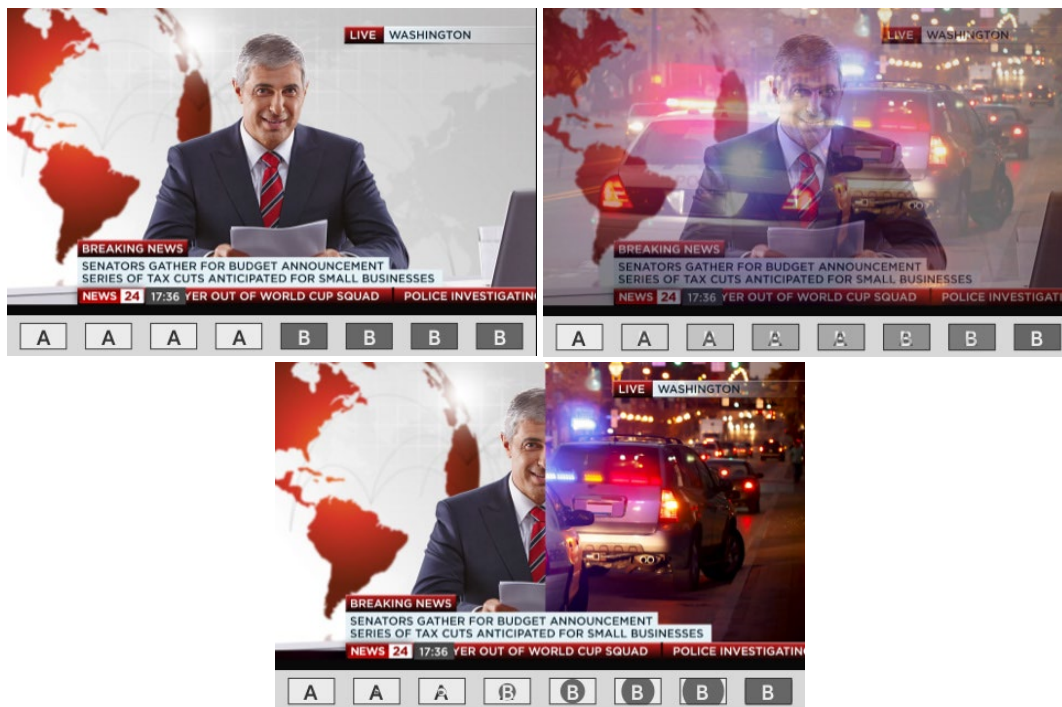 LIVE WASHINGTON
BREAKING NEWS
SENATORS GATHER FOR BUDGET ANNOUNCEMENT
SERIES OF TAX CUTS ANTICIPATED FOR SMALL BUSINESSES
NEWS 24 17:36 YER OUT OF WORLD CUP SQUAD POLICE INVESTIGATIN
A A A A B B B B
LIVE WASHINGTON
BREAKING NEWS
SENATORS GATHER FOR BUDGET ANNOUNCEMENT
SERIES OF TAX CUTS ANTICIPATED FOR SMALL BUSINESSES
NEWS 24 17:36 YER OUT OF WORLD CUP SQUAD POLICE INVESTIGATIN
A A A A A B B B
LIVE WASHINGTON
BREAKING NEWS
SENATORS GATHER FOR BUDGET ANNOUNCEMENT
SERIES OF TAX CUTS ANTICIPATED FOR SMALL BUSINESSES
NEWS 24 17:36 YER OUT OF WORLD CUP SQUAD POLICE INVESTIGATIN
A A A B B B B B